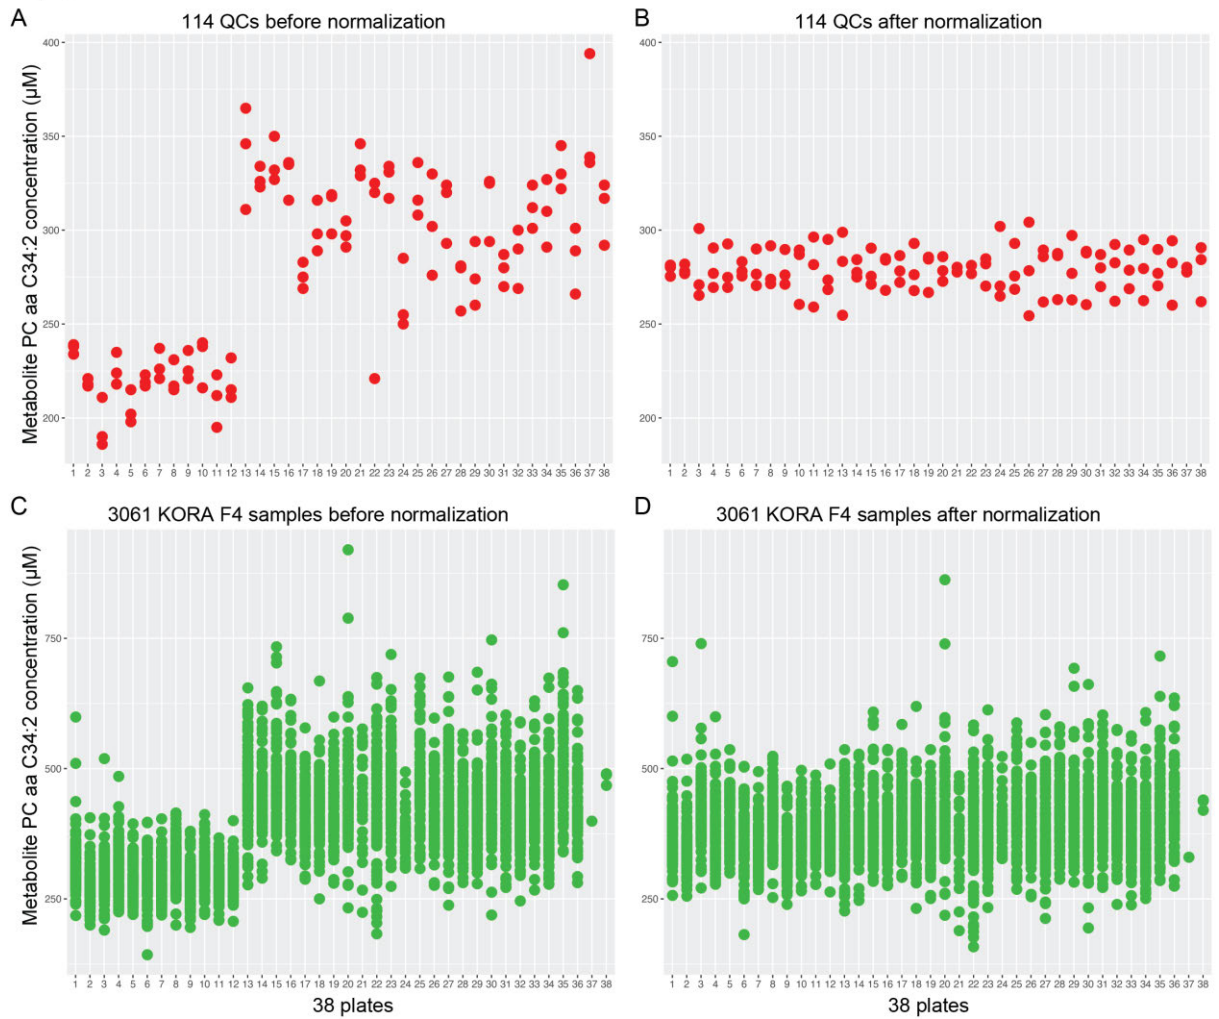 A
114 QCs before normalization
B
114 QCs after normalization
Metabolite PC aa C34:2 concentration (µM)
400
350
300
250
200
1 2 3 4 5 6 7 8 9 10 11 12 13 14 15 16 17 18 19 20 21 22 23 24 25 26 27 28 29 30 31 32 33 34 35 36 37 38
400
350
300
250
200
1 2 3 4 5 6 7 8 9 10 11 12 13 14 15 16 17 18 19 20 21 22 23 24 25 26 27 28 29 30 31 32 33 34 35 36 37 38
C
3061 KORA F4 samples before normalization
D
3061 KORA F4 samples after normalization
Metabolite PC aa C34:2 concentration (µM)
750
500
250
1 2 3 4 5 6 7 8 9 10 11 12 13 14 15 16 17 18 19 20 21 22 23 24 25 26 27 28 29 30 31 32 33 34 35 36 37 38
38 plates
750
500
250
1 2 3 4 5 6 7 8 9 10 11 12 13 14 15 16 17 18 19 20 21 22 23 24 25 26 27 28 29 30 31 32 33 34 35 36 37 38
38 plates